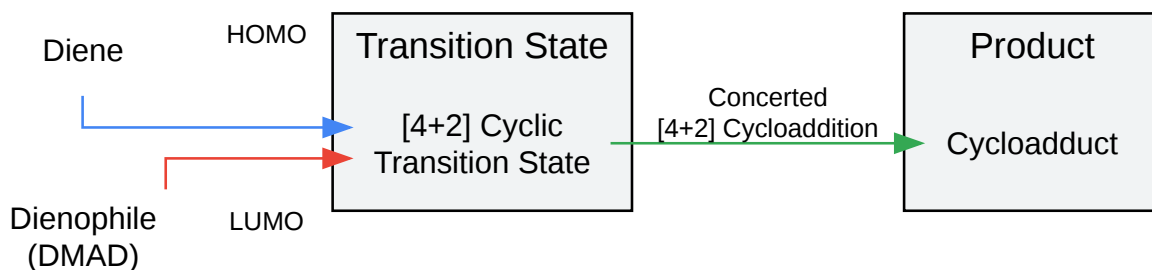 Diene
HOMO
Transition State
[4+2] Cyclic
Transition State
Concerted
[4+2] Cycloaddition
Product
Cycloadduct
Dienophile
(DMAD)
LUMO